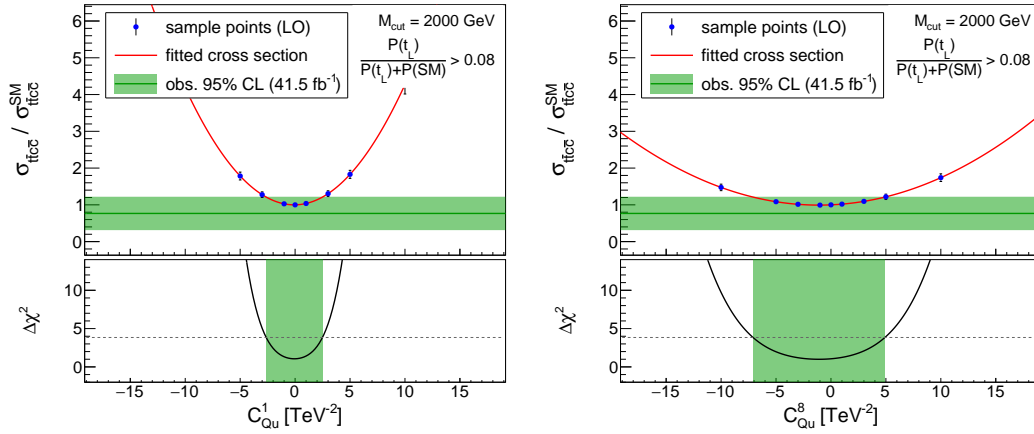 σ_tt̄cc̄ / σ^SM_tt̄cc̄
6
5
4
3
2
1
0
sample points (LO)
fitted cross section
obs. 95% CL (41.5 fb⁻¹)
M_cut = 2000 GeV
P(t_L)
P(t_L)+P(SM) > 0.08
Δχ²
10
5
0
−15 −10 −5 0 5 10 15
C¹_Qu [TeV⁻²]
σ_tt̄cc̄ / σ^SM_tt̄cc̄
6
5
4
3
2
1
0
sample points (LO)
fitted cross section
obs. 95% CL (41.5 fb⁻¹)
M_cut = 2000 GeV
P(t_L)
P(t_L)+P(SM) > 0.08
Δχ²
10
5
0
−15 −10 −5 0 5 10 15
C⁸_Qu [TeV⁻²]